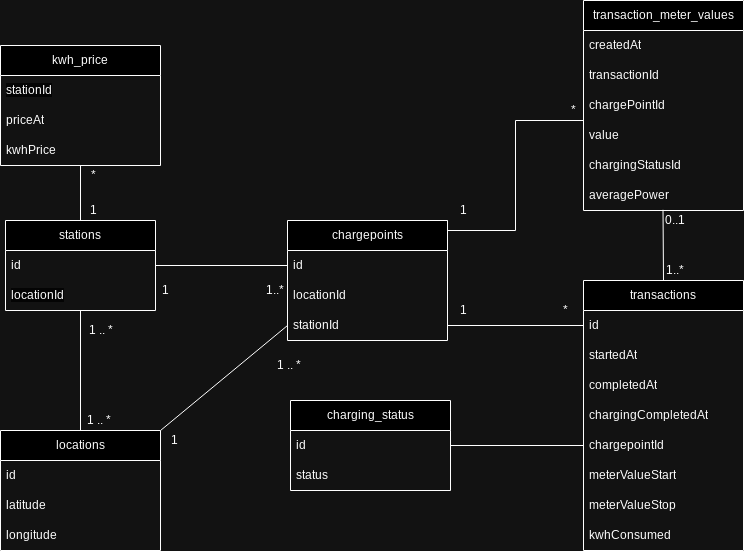 kwh_price
stationId
priceAt
kwhPrice
*
1
stations
id
locationId
1
1..*
1 .. *
1 .. *
locations
id
latitude
longitude
1
1 .. *
chargepoints
id
locationId
stationId
1
*
1
*
charging_status
id
status
transaction_meter_values
createdAt
transactionId
chargePointId
value
chargingStatusId
averagePower
0..1
1..*
transactions
id
startedAt
completedAt
chargingCompletedAt
chargepointId
meterValueStart
meterValueStop
kwhConsumed